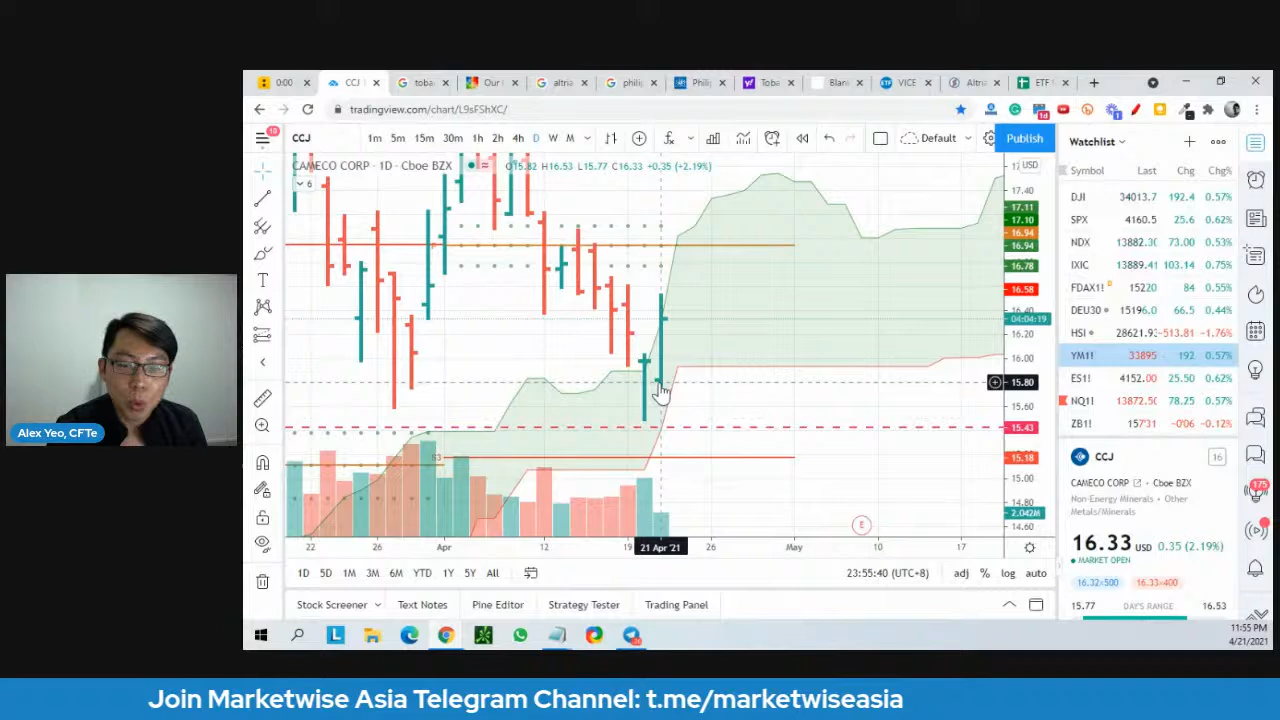 0:00
CCJ
toba
Our
altria
philip
Philip
Toba
Blan
VICE
Altria
ETF
tradingview.com/chart/L9sFShXC/
CCJ
1m 5m 15m 30m 1h 2h 4h D W M
Default
Publish
CAMECO CORP · 1D · Cboe BZX
O15.82 H16.53 L15.77 C16.33 +0.35 (+2.19%)
6
USD
17.40
17.11
17.10
16.94
16.94
16.78
16.58
16.40
04:04:19
16.20
16.00
15.80
15.60
15.43
15.18
15.00
14.80
2.042M
14.60
S3
E
22 26 Apr 12 19 21 Apr '21 26 May 10 17
1D 5D 1M 3M 6M YTD 1Y 5Y All
23:55:40 (UTC+8) adj % log auto
Stock Screener Text Notes Pine Editor Strategy Tester Trading Panel
Watchlist
Symbol Last Chg Chg%
DJI 34013.7 192.4 0.57%
SPX 4160.5 25.6 0.62%
NDX 13882.3 73.00 0.53%
IXIC 13889.41 103.14 0.75%
FDAX1! D 15220 84 0.55%
DEU30 15196.0 66.5 0.44%
HSI 28621.9 -513.81 -1.76%
YM1! 33895 192 0.57%
ES1! 4152.00 25.50 0.62%
NQ1! 13872.50 78.25 0.57%
ZB1! 157'31 -0'06 -0.12%
CCJ 16
CAMECO CORP · Cboe BZX
Non-Energy Minerals · Other
Metals/Minerals
16.33 USD 0.35 (2.19%)
MARKET OPEN
16.32×500 16.33×400
15.77 DAY'S RANGE 16.53
10
1d
1
175
11:55 PM
4/21/2021
Alex Yeo, CFTe
Join Marketwise Asia Telegram Channel: t.me/marketwiseasia